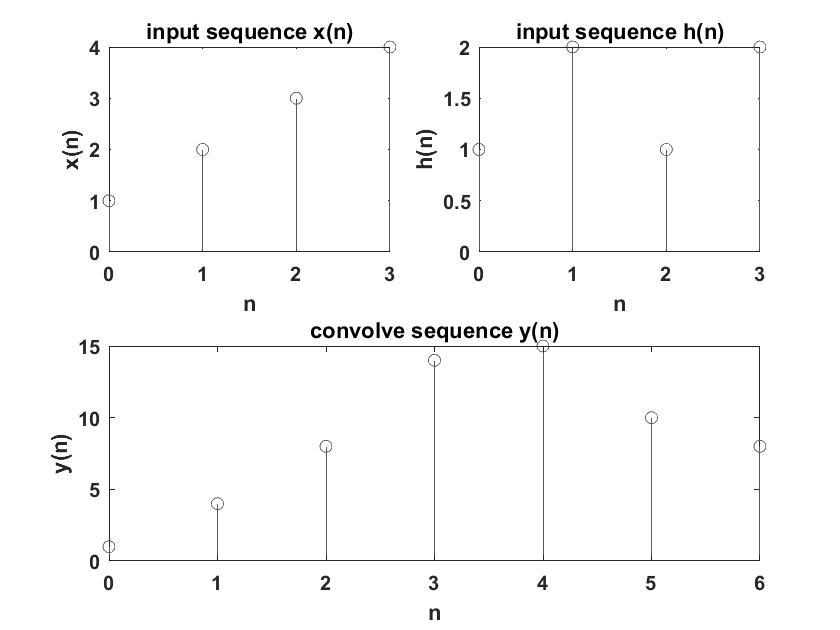 input sequence x(n)
4
3
2
1
0
x(n)
0 1 2 3
n
input sequence h(n)
2
1.5
1
0.5
0
h(n)
0 1 2 3
n
convolve sequence y(n)
15
10
5
0
y(n)
0 1 2 3 4 5 6
n